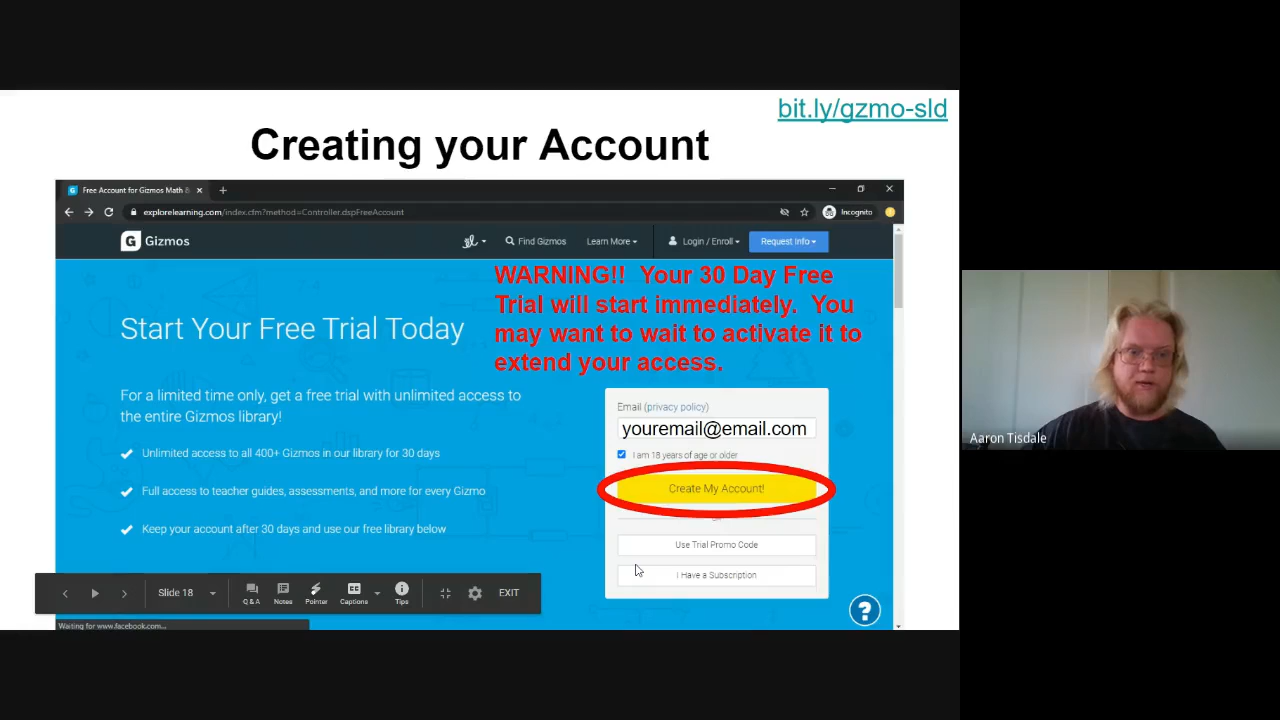 bit.ly/gzmo-sld
Creating your Account
Free Account for Gizmos Math &
explorelearning.com/index.cfm?method=Controller.dspFreeAccount
Incognito
G Gizmos
el
Find Gizmos
Learn More
Login / Enroll
Request Info
WARNING!! Your 30 Day Free
Trial will start immediately. You
may want to wait to activate it to
extend your access.
Start Your Free Trial Today
For a limited time only, get a free trial with unlimited access to
the entire Gizmos library!
Unlimited access to all 400+ Gizmos in our library for 30 days
Full access to teacher guides, assessments, and more for every Gizmo
Keep your account after 30 days and use our free library below
Email (privacy policy)
youremail@email.com
I am 18 years of age or older
Create My Account!
Use Trial Promo Code
I Have a Subscription
Aaron Tisdale
Slide 18
Q & A
Notes
Pointer
Captions
Tips
EXIT
?
Waiting for www.facebook.com...